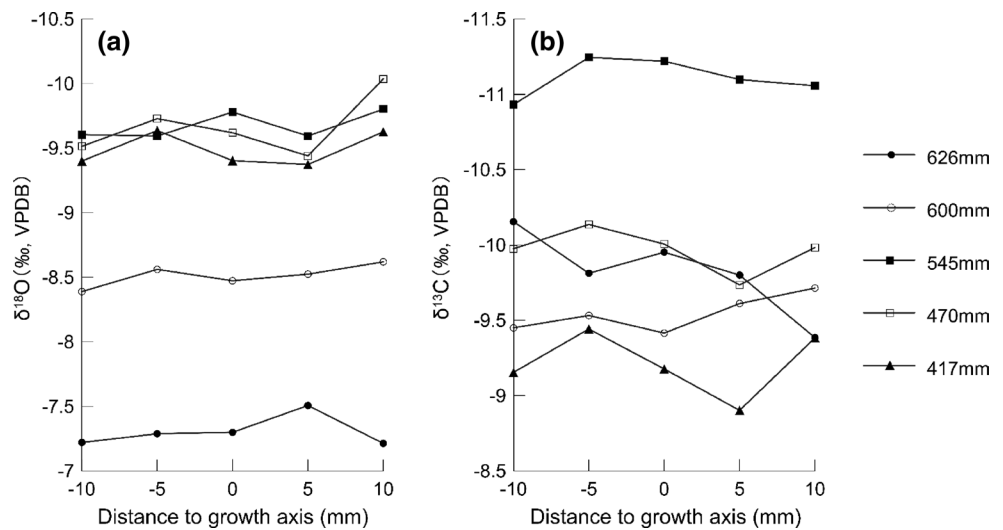 (a)
-10.5
-10
-9.5
-9
-8.5
-8
-7.5
-7
δ¹⁸O (‰, VPDB)
-10 -5 0 5 10
Distance to growth axis (mm)
(b)
-11.5
-11
-10.5
-10
-9.5
-9
-8.5
δ¹³C (‰, VPDB)
-10 -5 0 5 10
Distance to growth axis (mm)
626mm
600mm
545mm
470mm
417mm